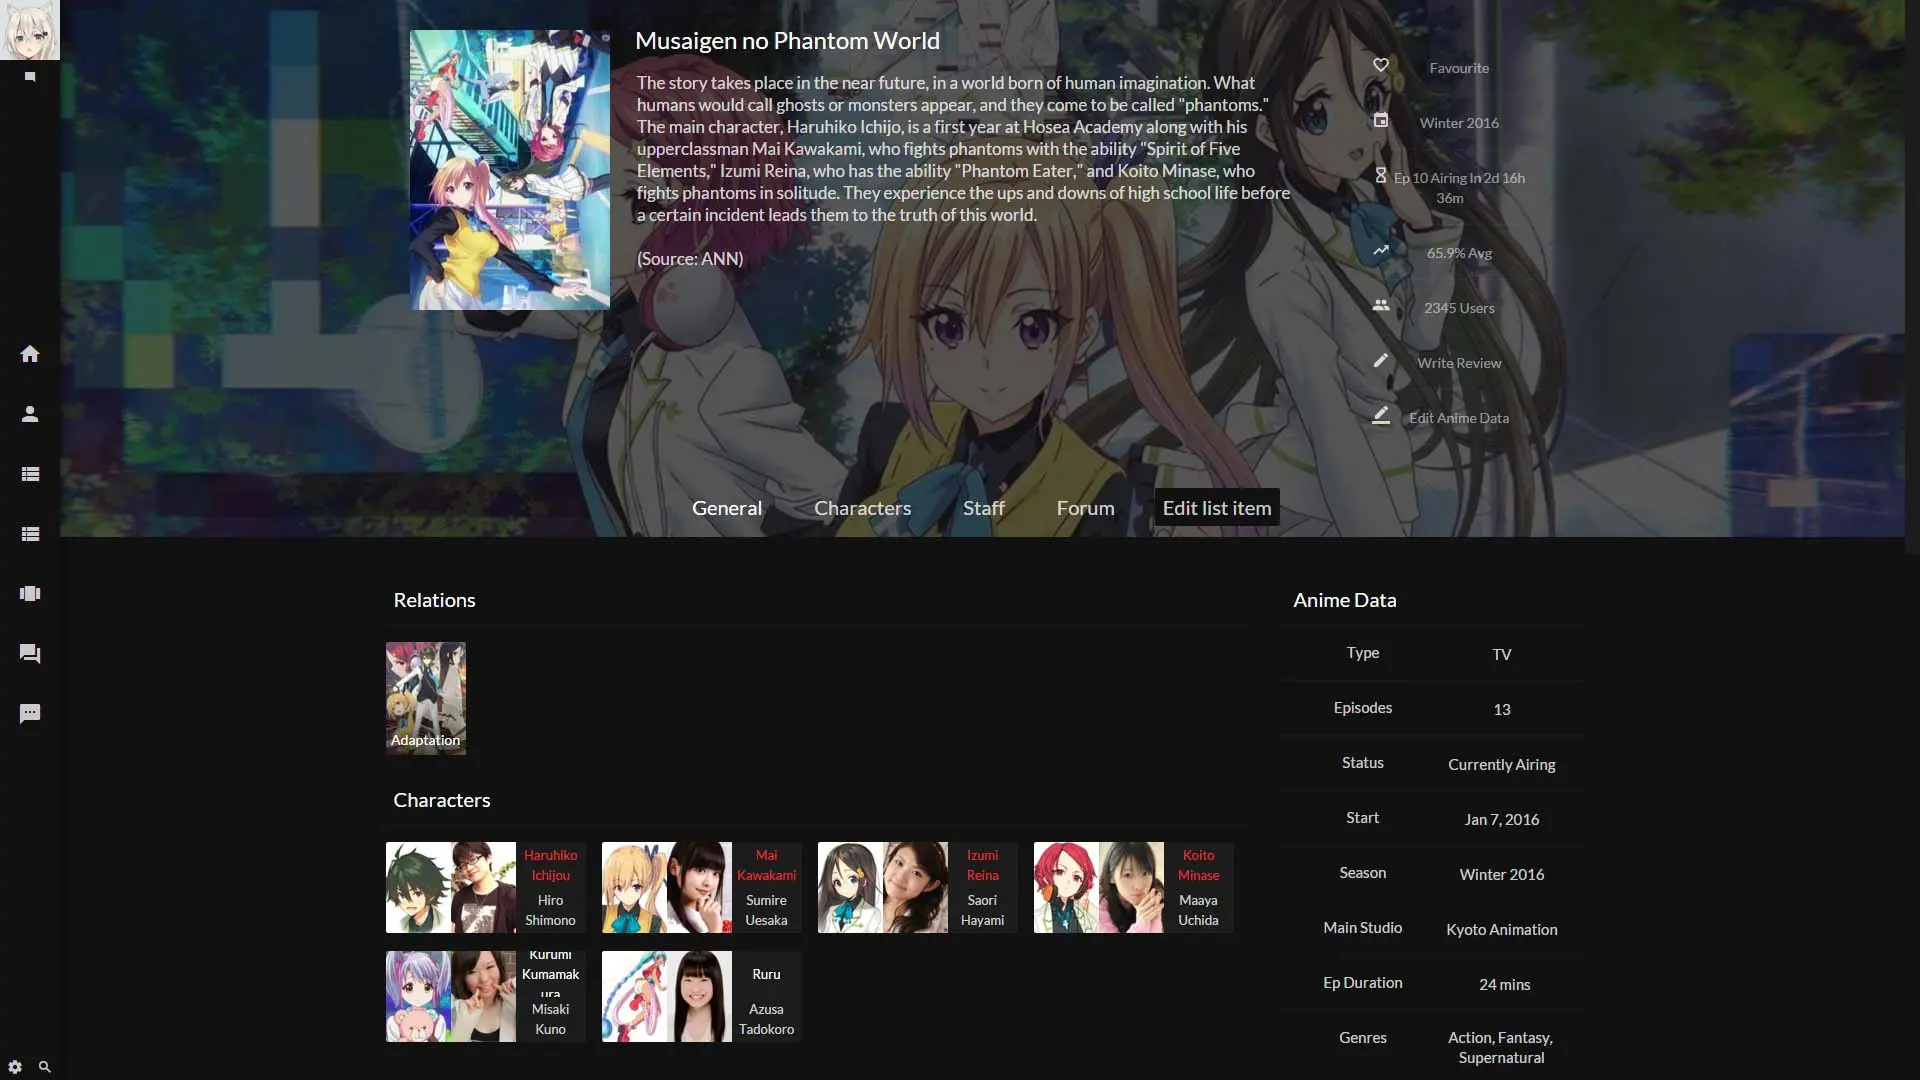 Musaigen no Phantom World
The story takes place in the near future, in a world born of human imagination. What
humans would call ghosts or monsters appear, and they come to be called "phantoms."
The main character, Haruhiko Ichijo, is a first year at Hosea Academy along with his
upperclassman Mai Kawakami, who fights phantoms with the ability "Spirit of Five
Elements," Izumi Reina, who has the ability "Phantom Eater," and Koito Minase, who
fights phantoms in solitude. They experience the ups and downs of high school life before
a certain incident leads them to the truth of this world.
(Source: ANN)
Favourite
Winter 2016
Ep 10 Airing In 2d 16h
36m
65.9% Avg
2345 Users
Write Review
Edit Anime Data
General
Characters
Staff
Forum
Edit list item
Relations
Adaptation
Characters
Haruhiko
Ichijou
Hiro
Shimono
Mai
Kawakami
Sumire
Uesaka
Izumi
Reina
Saori
Hayami
Koito
Minase
Maaya
Uchida
Kurumi
Kumamak
ura
Misaki
Kuno
Ruru
Azusa
Tadokoro
Anime Data
Type
TV
Episodes
13
Status
Currently Airing
Start
Jan 7, 2016
Season
Winter 2016
Main Studio
Kyoto Animation
Ep Duration
24 mins
Genres
Action, Fantasy,
Supernatural